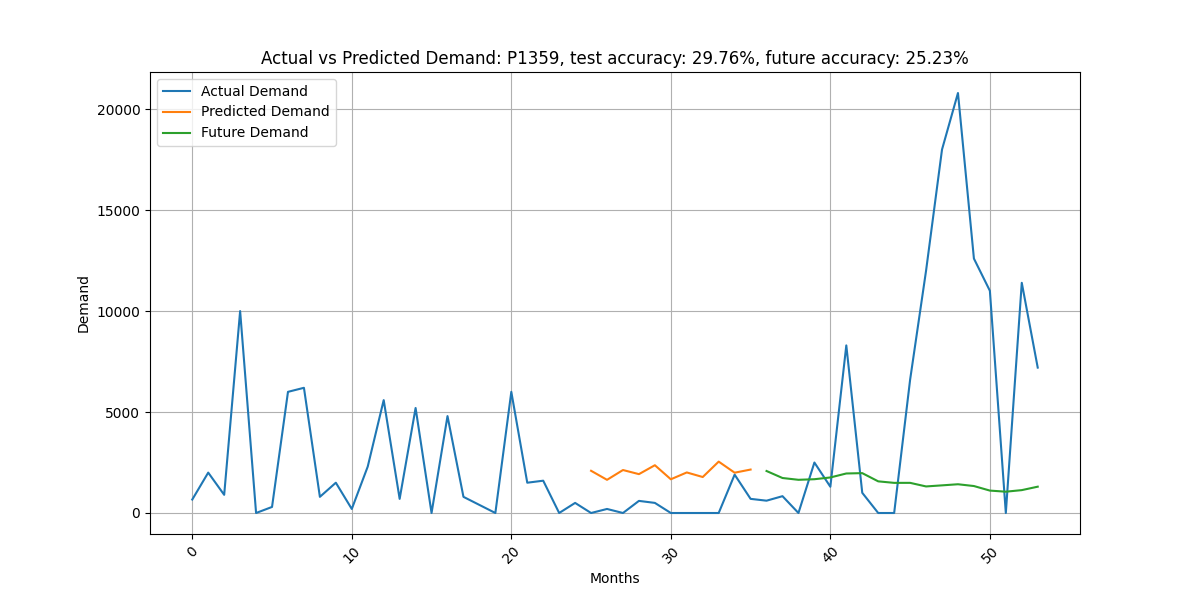 Actual vs Predicted Demand: P1359, test accuracy: 29.76%, future accuracy: 25.23%
Actual Demand
Predicted Demand
Future Demand
20000
15000
10000
5000
0
Demand
0
10
20
30
40
50
Months